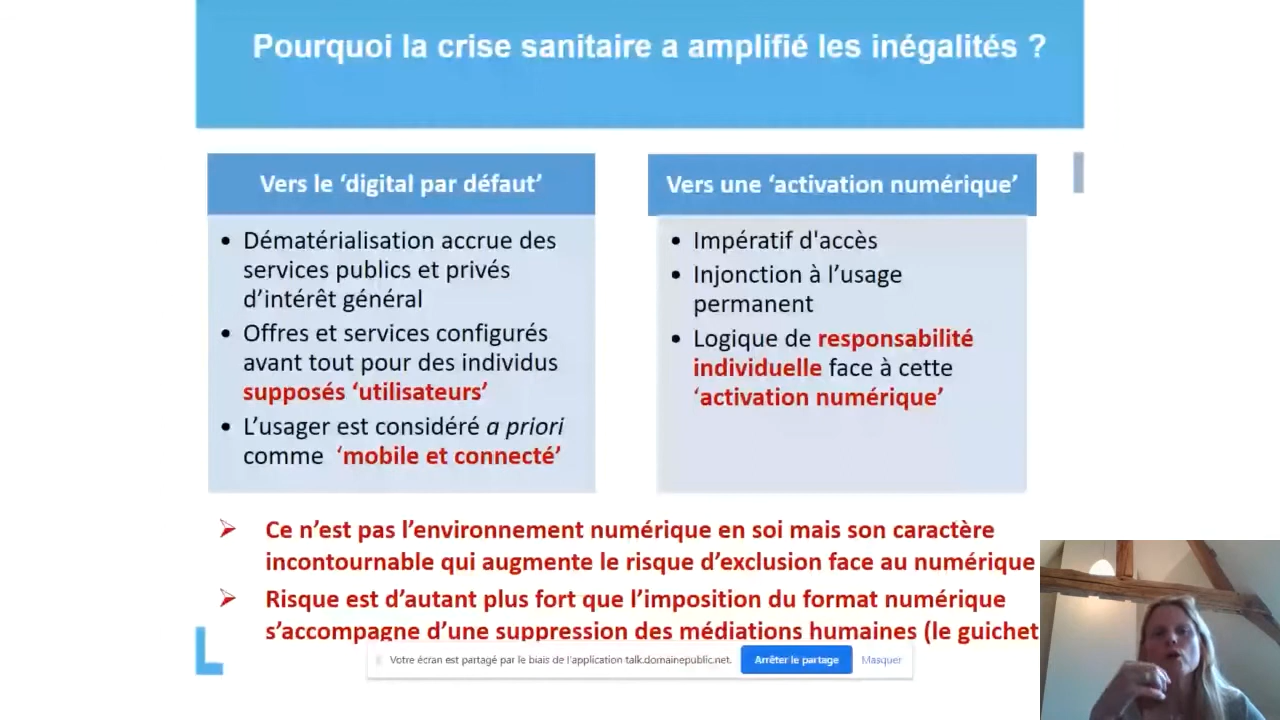 Pourquoi la crise sanitaire a amplifié les inégalités ?
Vers le ‘digital par défaut’
• Dématérialisation accrue des
services publics et privés
d’intérêt général
• Offres et services configurés
avant tout pour des individus
supposés ‘utilisateurs’
• L’usager est considéré a priori
comme ‘mobile et connecté’
Vers une ‘activation numérique’
• Impératif d'accès
• Injonction à l’usage
permanent
• Logique de responsabilité
individuelle face à cette
‘activation numérique’
Ce n’est pas l’environnement numérique en soi mais son caractère
incontournable qui augmente le risque d’exclusion face au numérique
Risque est d’autant plus fort que l’imposition du format numérique
s’accompagne d’une suppression des médiations humaines (le guichet
Votre écran est partagé par le biais de l'application talk.domainepublic.net.
Arrêter le partage
Masquer